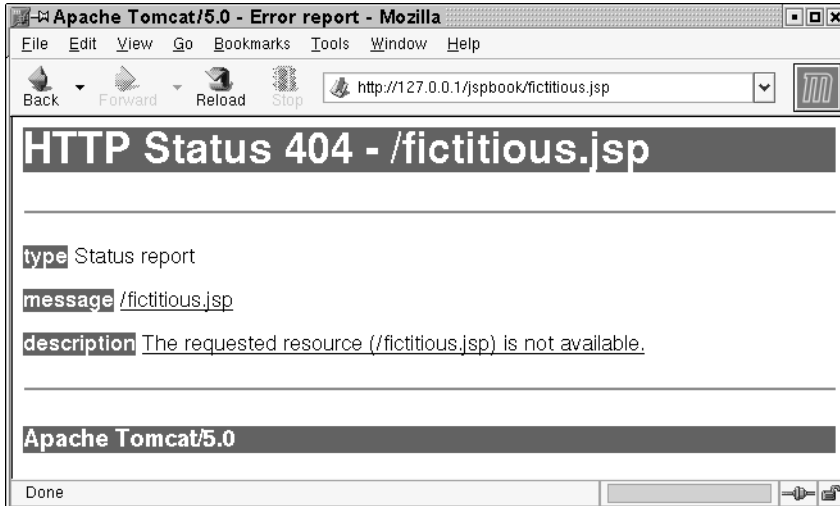 Apache Tomcat/5.0 - Error report - Mozilla
File Edit View Go Bookmarks Tools Window Help
Back Forward Reload Stop http://127.0.0.1/jspbook/fictitious.jsp
HTTP Status 404 - /fictitious.jsp
type Status report
message /fictitious.jsp
description The requested resource (/fictitious.jsp) is not available.
Apache Tomcat/5.0
Done